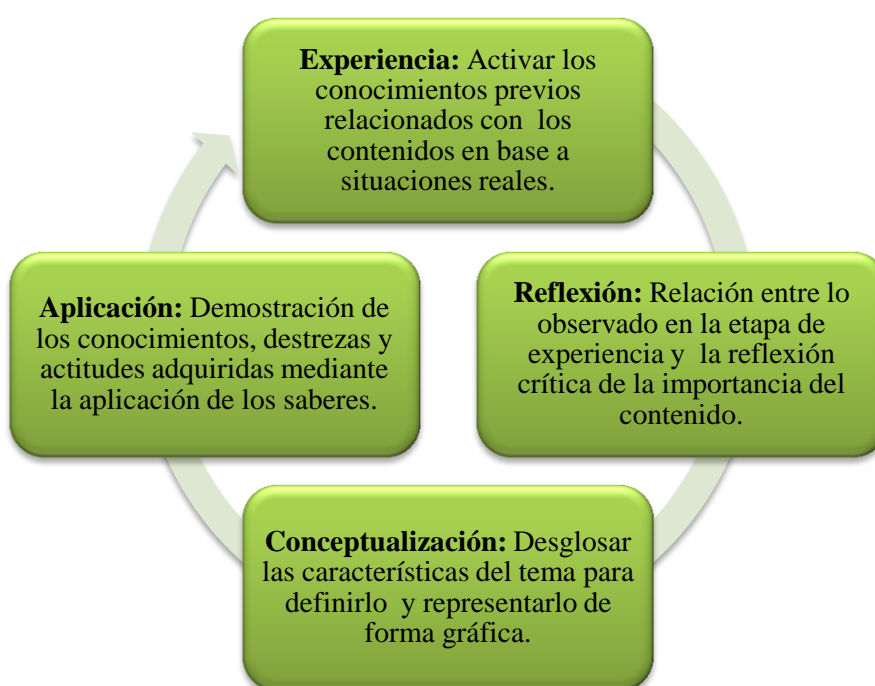 Experiencia: Activar los
conocimientos previos
relacionados con  los
contenidos en base a
situaciones reales.
Reflexión: Relación entre lo
observado en la etapa de
experiencia y  la reflexión
crítica de la importancia del
contenido.
Conceptualización: Desglosar
las características del tema para
definirlo  y representarlo de
forma gráfica.
Aplicación: Demostración de
los conocimientos, destrezas y
actitudes adquiridas mediante
la aplicación de los saberes.